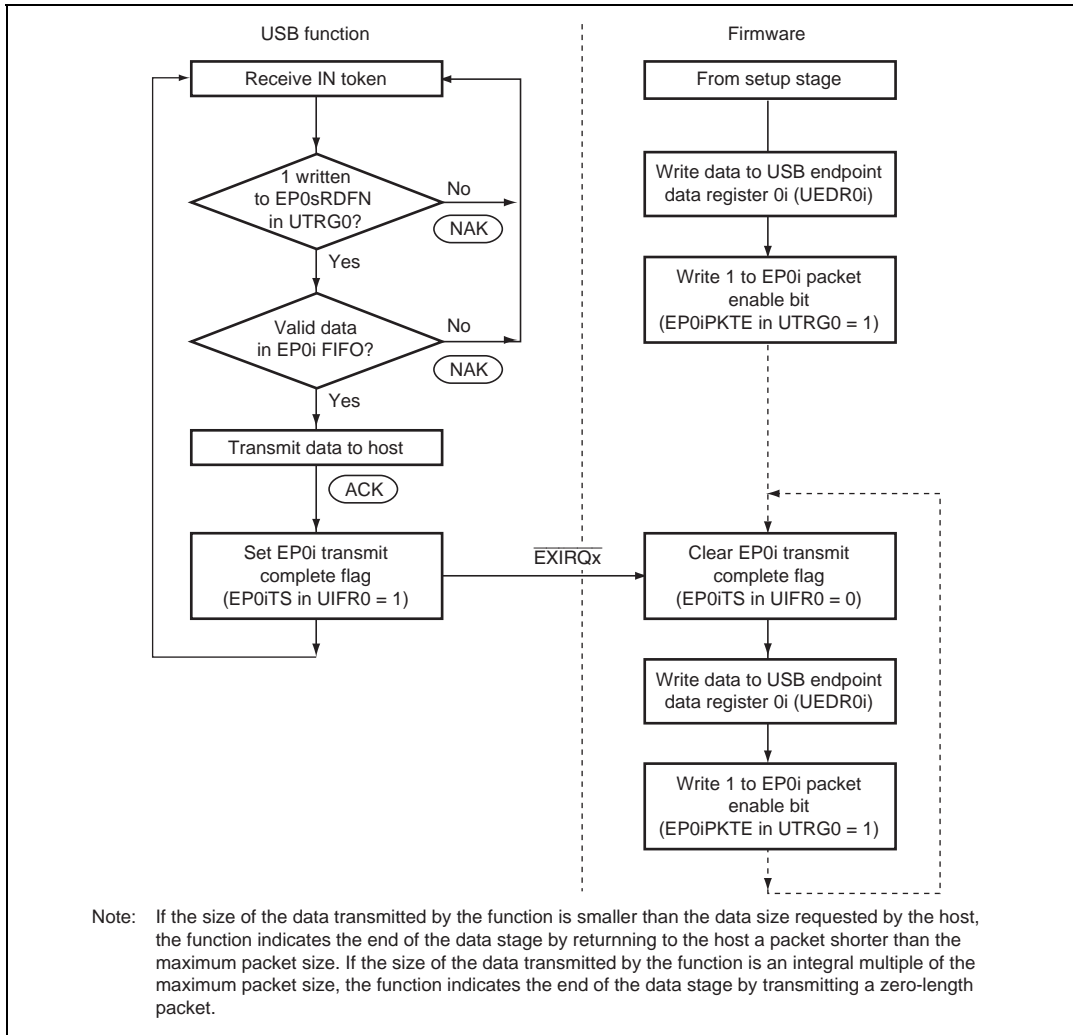 USB function
Receive IN token
1 written
to EP0sRDFN
in UTRG0?
No
NAK
Yes
Valid data
in EP0i FIFO?
No
NAK
Yes
Transmit data to host
ACK
Set EP0i transmit
complete flag
(EP0iTS in UIFR0 = 1)
EXIRQx
Firmware
From setup stage
Write data to USB endpoint
data register 0i (UEDR0i)
Write 1 to EP0i packet
enable bit
(EP0iPKTE in UTRG0 = 1)
Clear EP0i transmit
complete flag
(EP0iTS in UIFR0 = 0)
Write data to USB endpoint
data register 0i (UEDR0i)
Write 1 to EP0i packet
enable bit
(EP0iPKTE in UTRG0 = 1)
Note: If the size of the data transmitted by the function is smaller than the data size requested by the host,
the function indicates the end of the data stage by returnning to the host a packet shorter than the
maximum packet size. If the size of the data transmitted by the function is an integral multiple of the
maximum packet size, the function indicates the end of the data stage by transmitting a zero-length
packet.